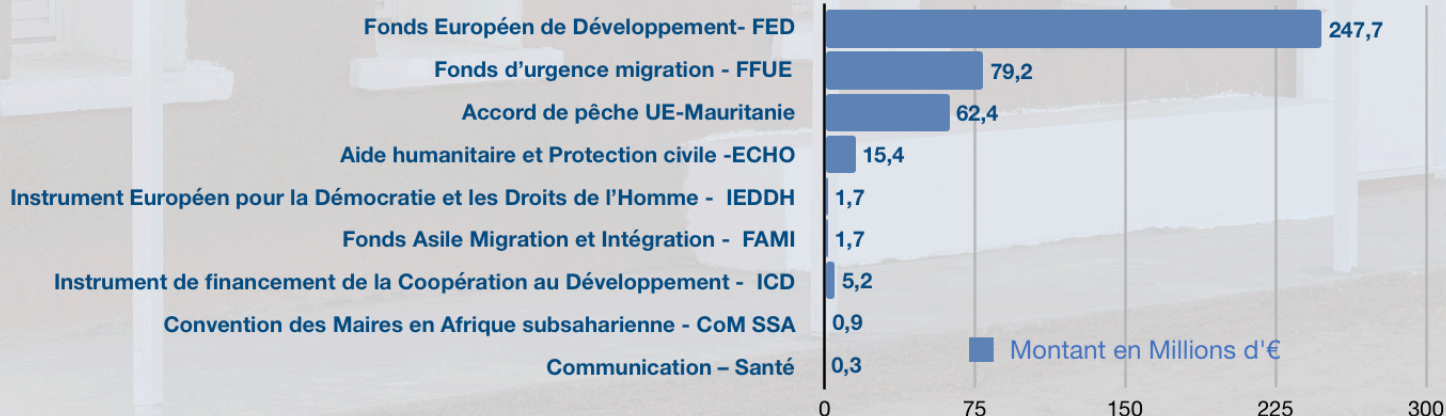 Fonds Européen de Développement- FED 247,7
Fonds d’urgence migration - FFUE 79,2
Accord de pêche UE-Mauritanie 62,4
Aide humanitaire et Protection civile -ECHO 15,4
Instrument Européen pour la Démocratie et les Droits de l’Homme - IEDDH 1,7
Fonds Asile Migration et Intégration - FAMI 1,7
Instrument de financement de la Coopération au Développement - ICD 5,2
Convention des Maires en Afrique subsaharienne - CoM SSA 0,9
Montant en Millions d'€
Communication – Santé 0,3
0 75 150 225 300